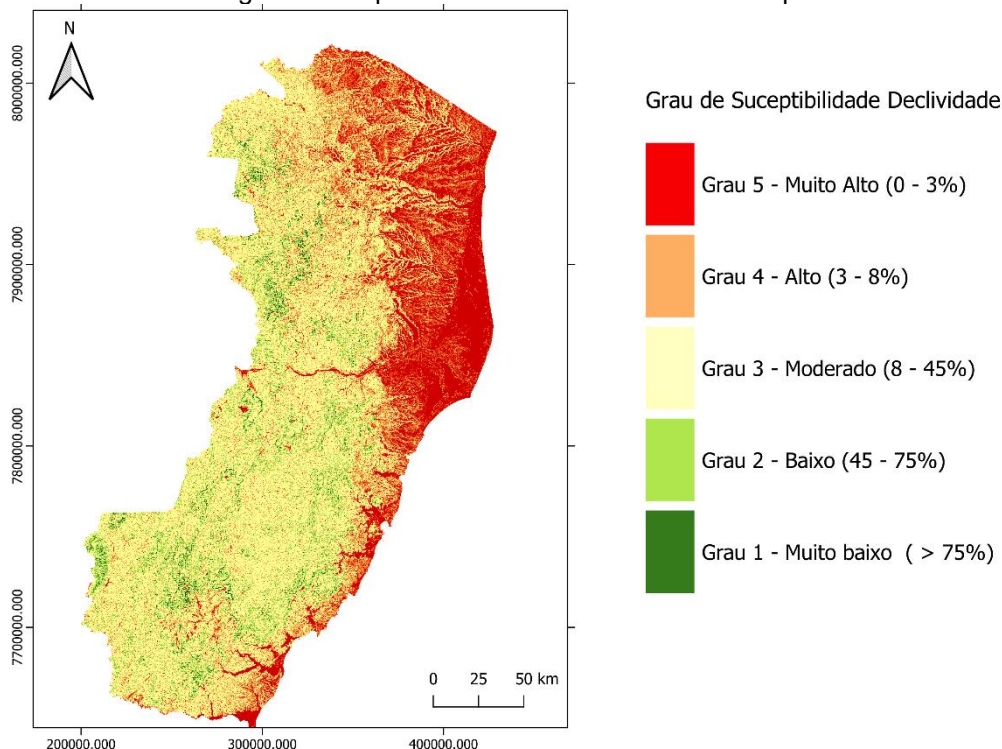 N
8000000.000
7900000.000
7800000.000
7700000.000
200000.000 300000.000 400000.000
0 25 50 km
Grau de Suceptibilidade Declividade
Grau 5 - Muito Alto (0 - 3%)
Grau 4 - Alto (3 - 8%)
Grau 3 - Moderado (8 - 45%)
Grau 2 - Baixo (45 - 75%)
Grau 1 - Muito baixo ( > 75%)